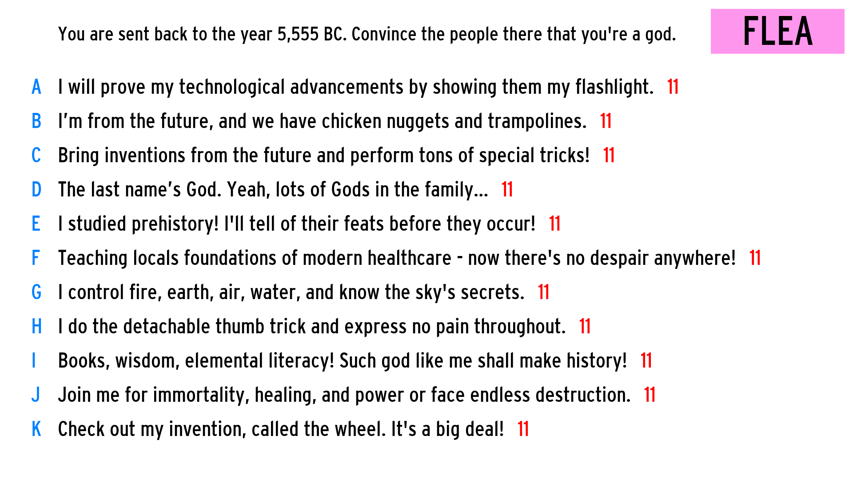 You are sent back to the year 5,555 BC. Convince the people there that you're a god.
FLEA
A I will prove my technological advancements by showing them my flashlight. 11
B I’m from the future, and we have chicken nuggets and trampolines. 11
C Bring inventions from the future and perform tons of special tricks! 11
D The last name’s God. Yeah, lots of Gods in the family... 11
E I studied prehistory! I'll tell of their feats before they occur! 11
F Teaching locals foundations of modern healthcare - now there's no despair anywhere! 11
G I control fire, earth, air, water, and know the sky's secrets. 11
H I do the detachable thumb trick and express no pain throughout. 11
I Books, wisdom, elemental literacy! Such god like me shall make history! 11
J Join me for immortality, healing, and power or face endless destruction. 11
K Check out my invention, called the wheel. It's a big deal! 11